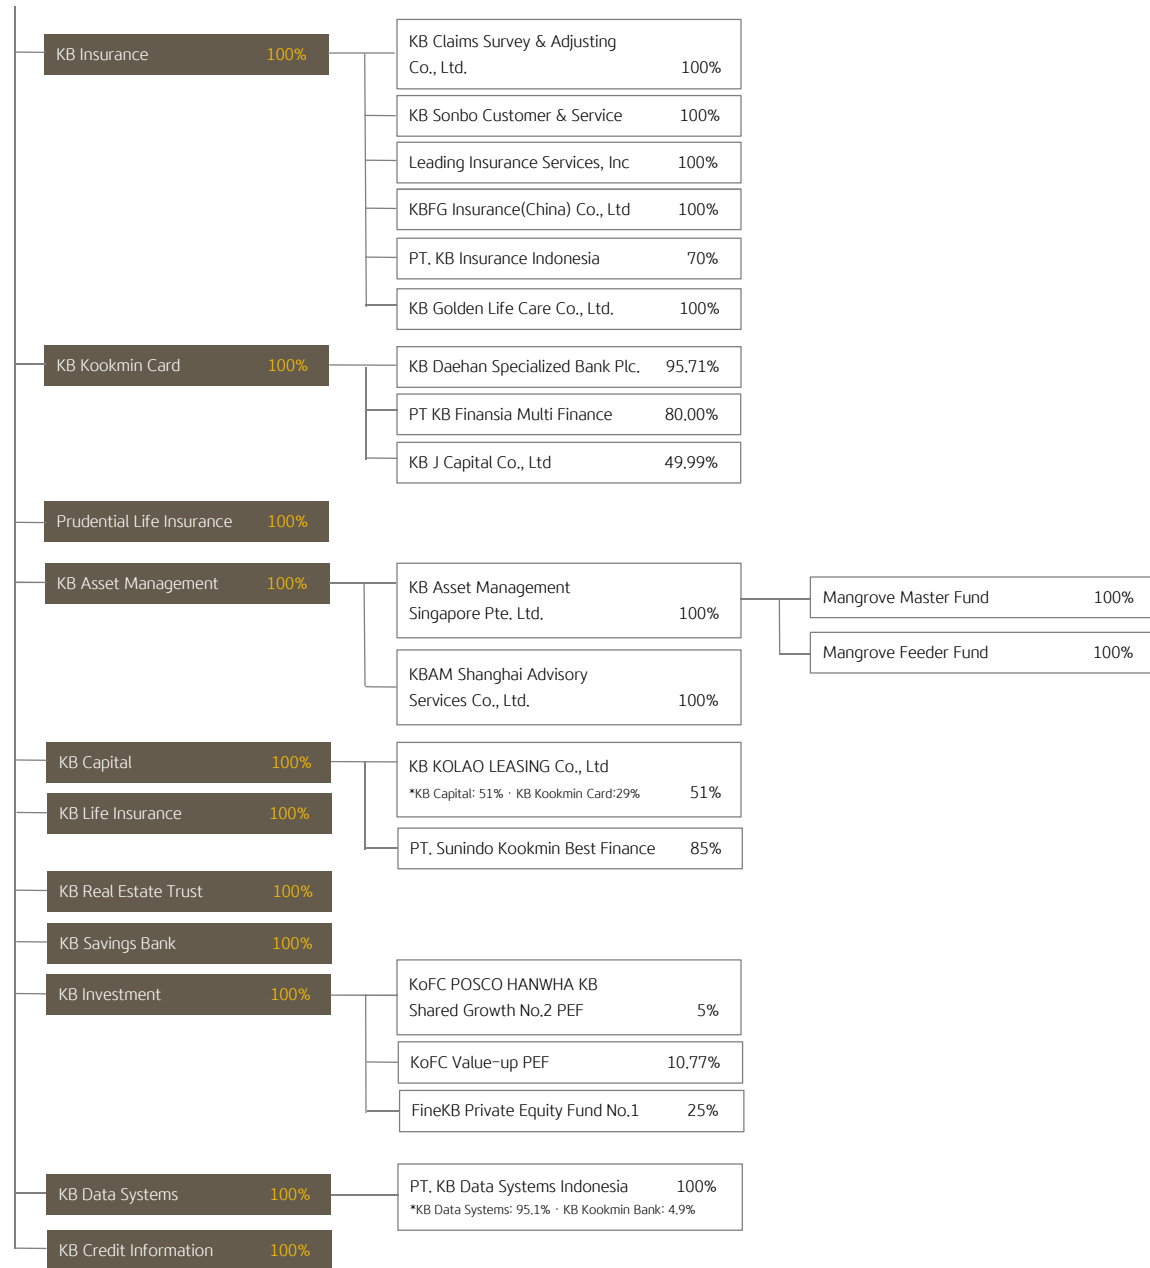 KB Insurance 100%
KB Claims Survey & Adjusting
Co., Ltd. 100%
KB Sonbo Customer & Service 100%
Leading Insurance Services, Inc 100%
KBFG Insurance(China) Co., Ltd 100%
PT. KB Insurance Indonesia 70%
KB Golden Life Care Co., Ltd. 100%
KB Kookmin Card 100%
KB Daehan Specialized Bank Plc. 95.71%
PT KB Finansia Multi Finance 80.00%
KB J Capital Co., Ltd 49.99%
Prudential Life Insurance 100%
KB Asset Management 100%
KB Asset Management
Singapore Pte. Ltd. 100%
Mangrove Master Fund 100%
Mangrove Feeder Fund 100%
KBAM Shanghai Advisory
Services Co., Ltd. 100%
KB Capital 100%
KB KOLAO LEASING Co., Ltd
*KB Capital: 51% · KB Kookmin Card:29% 51%
KB Life Insurance 100%
PT. Sunindo Kookmin Best Finance 85%
KB Real Estate Trust 100%
KB Savings Bank 100%
KB Investment 100%
KoFC POSCO HANWHA KB
Shared Growth No.2 PEF 5%
KoFC Value-up PEF 10.77%
FineKB Private Equity Fund No.1 25%
KB Data Systems 100%
PT. KB Data Systems Indonesia 100%
*KB Data Systems: 95.1% · KB Kookmin Bank: 4.9%
KB Credit Information 100%